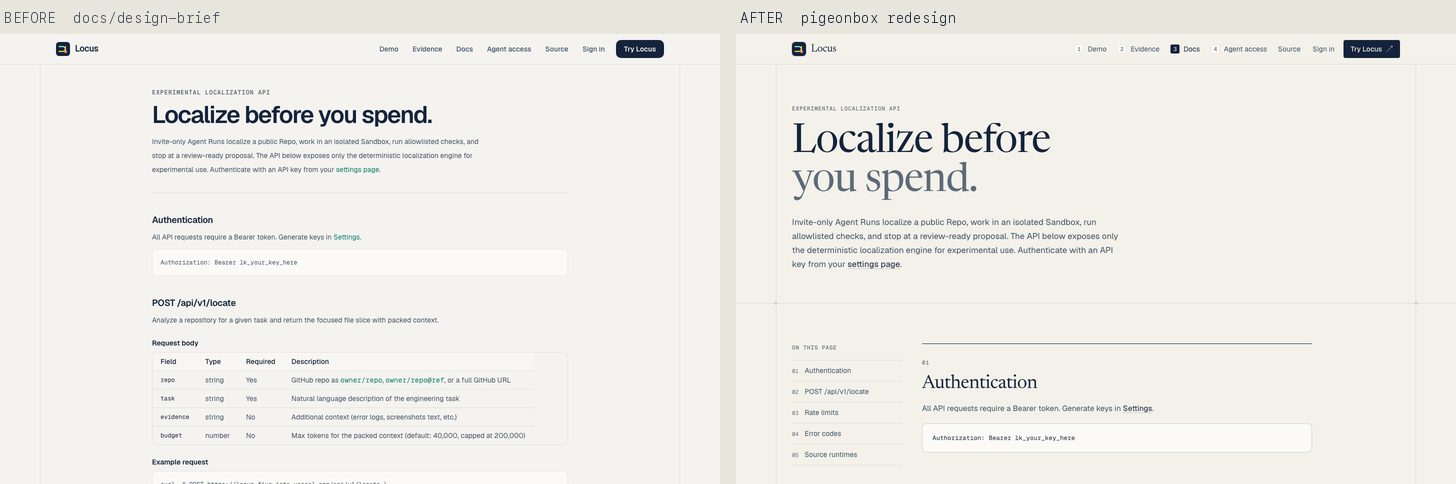 BEFORE docs/design-brief
Locus
Demo Evidence Docs Agent access Source Sign in Try Locus
EXPERIMENTAL LOCALIZATION API
Localize before you spend.
Invite-only Agent Runs localize a public Repo, work in an isolated Sandbox, run allowlisted checks, and
stop at a review-ready proposal. The API below exposes only the deterministic localization engine for
experimental use. Authenticate with an API key from your settings page.
Authentication
All API requests require a Bearer token. Generate keys in Settings.
Authorization: Bearer lk_your_key_here
POST /api/v1/locate
Analyze a repository for a given task and return the focused file slice with packed context.
Request body
Field Type Required Description
repo string Yes GitHub repo as owner/repo, owner/repo@ref, or a full GitHub URL
task string Yes Natural language description of the engineering task
evidence string No Additional context (error logs, screenshots text, etc.)
budget number No Max tokens for the packed context (default: 40,000, capped at 200,000)
Example request
AFTER pigeonbox redesign
Locus
1 Demo 2 Evidence 3 Docs 4 Agent access Source Sign in Try Locus ↗
EXPERIMENTAL LOCALIZATION API
Localize before
you spend.
Invite-only Agent Runs localize a public Repo, work in an isolated Sandbox, run
allowlisted checks, and stop at a review-ready proposal. The API below exposes only
the deterministic localization engine for experimental use. Authenticate with an API
key from your settings page.
ON THIS PAGE
01 Authentication
02 POST /api/v1/locate
03 Rate limits
04 Error codes
05 Source runtimes
01
Authentication
All API requests require a Bearer token. Generate keys in Settings.
Authorization: Bearer lk_your_key_here